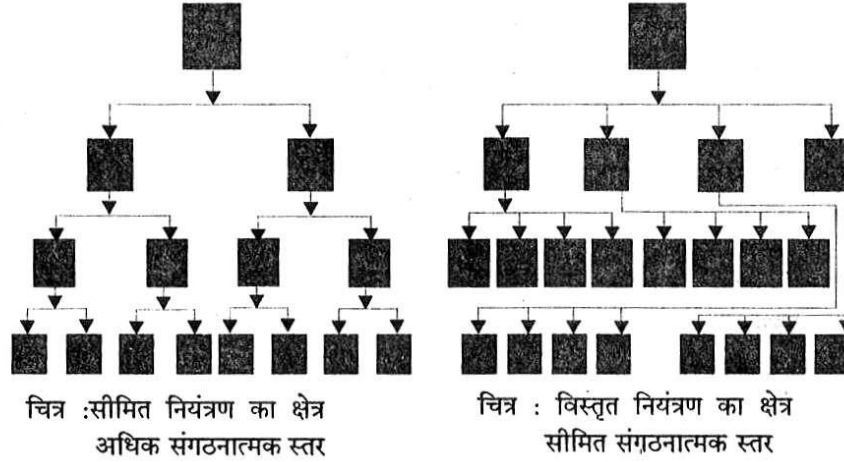 चित्र :सीमित नियंत्रण का क्षेत्र
अधिक संगठनात्मक स्तर
चित्र : विस्तृत नियंत्रण का क्षेत्र
सीमित संगठनात्मक स्तर